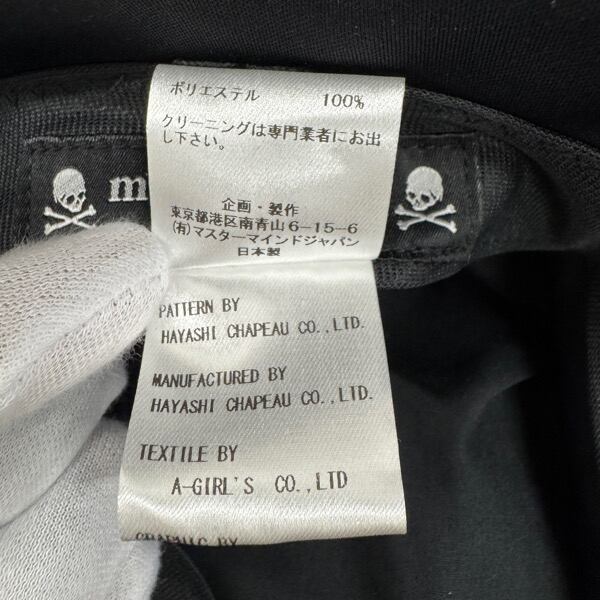 ポリエステル 100%
クリーニングは専門業者にお出
し下さい。
企画・製作
東京都港区南青山6-15-6
(有)マスターマインドジャパン
日本製
PATTERN BY
HAYASHI CHAPEAU CO.,LTD.
MANUFACTURED BY
HAYASHI CHAPEAU CO.,LTD.
TEXTILE BY
A-GIRL'S CO.,LTD
GRAPHIC BY